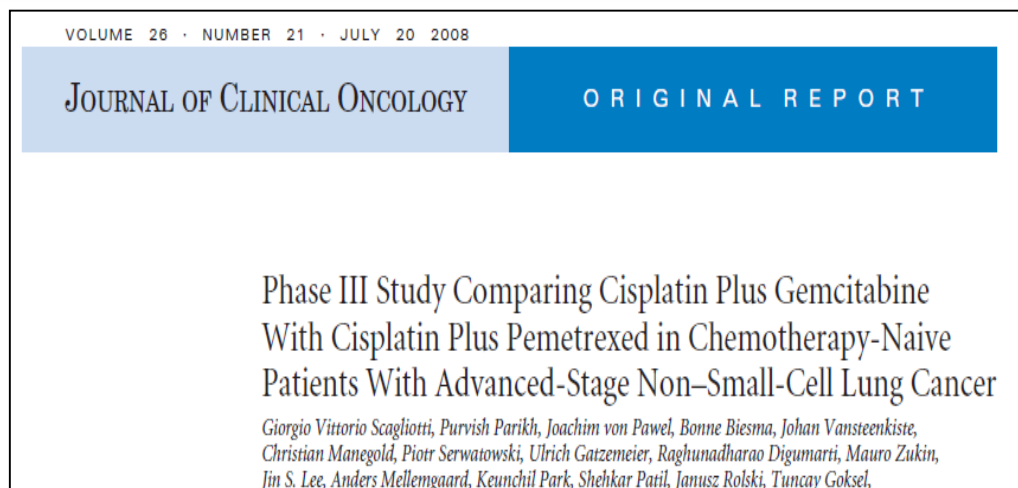 VOLUME 26 · NUMBER 21 · JULY 20 2008
JOURNAL OF CLINICAL ONCOLOGY
ORIGINAL REPORT
Phase III Study Comparing Cisplatin Plus Gemcitabine
With Cisplatin Plus Pemetrexed in Chemotherapy-Naive
Patients With Advanced-Stage Non–Small-Cell Lung Cancer
Giorgio Vittorio Scagliotti, Purvish Parikh, Joachim von Pawel, Bonne Biesma, Johan Vansteenkiste,
Christian Manegold, Piotr Serwatowski, Ulrich Gatzemeier, Raghunadharao Digumarti, Mauro Zukin,
Jin S. Lee, Anders Mellemgaard, Keunchil Park, Shehkar Patil, Janusz Rolski, Tuncay Goksel,